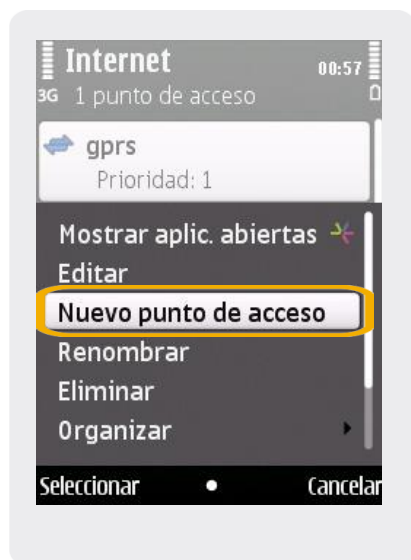 Internet 00:57
3G 1 punto de acceso
gprs
Prioridad: 1
Mostrar aplic. abiertas
Editar
Nuevo punto de acceso
Renombrar
Eliminar
Organizar
Seleccionar Cancelar